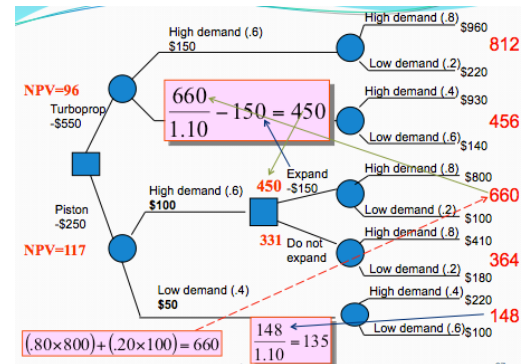 High demand (.8)
$960
High demand (.6)
$150
812
Low demand (.2)
$220
NPV=96
Turboprop
-$550
660
1.10
-150 = 450
High demand (.4)
$930
456
Low demand (.6)
$140
Piston
-$250
NPV=117
High demand (.6)
$100
450
Expand
-$150
High demand (.8)
$800
660
Low demand (.2)
$100
331
Do not
expand
High demand (.8)
$410
364
Low demand (.2)
$180
Low demand (.4)
$50
High demand (.4)
$220
148
Low demand (.6)
$100
(.80×800)+(.20×100) = 660
148
1.10
=135